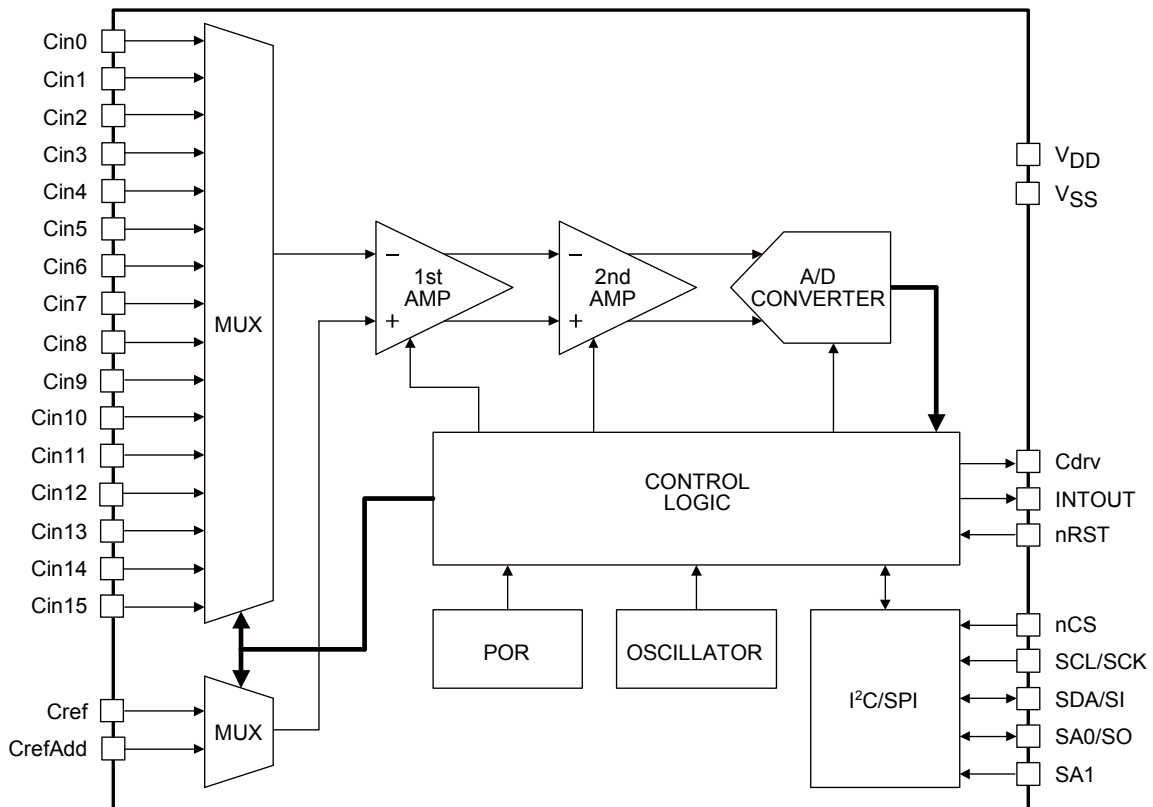 Cin0
Cin1
Cin2
Cin3
Cin4
Cin5
Cin6
Cin7
Cin8
Cin9
Cin10
Cin11
Cin12
Cin13
Cin14
Cin15
Cref
CrefAdd
MUX
MUX
−
1st
AMP
+
−
2nd
AMP
+
A/D
CONVERTER
CONTROL
LOGIC
POR
OSCILLATOR
I²C/SPI
VDD
VSS
Cdrv
INTOUT
nRST
nCS
SCL/SCK
SDA/SI
SA0/SO
SA1